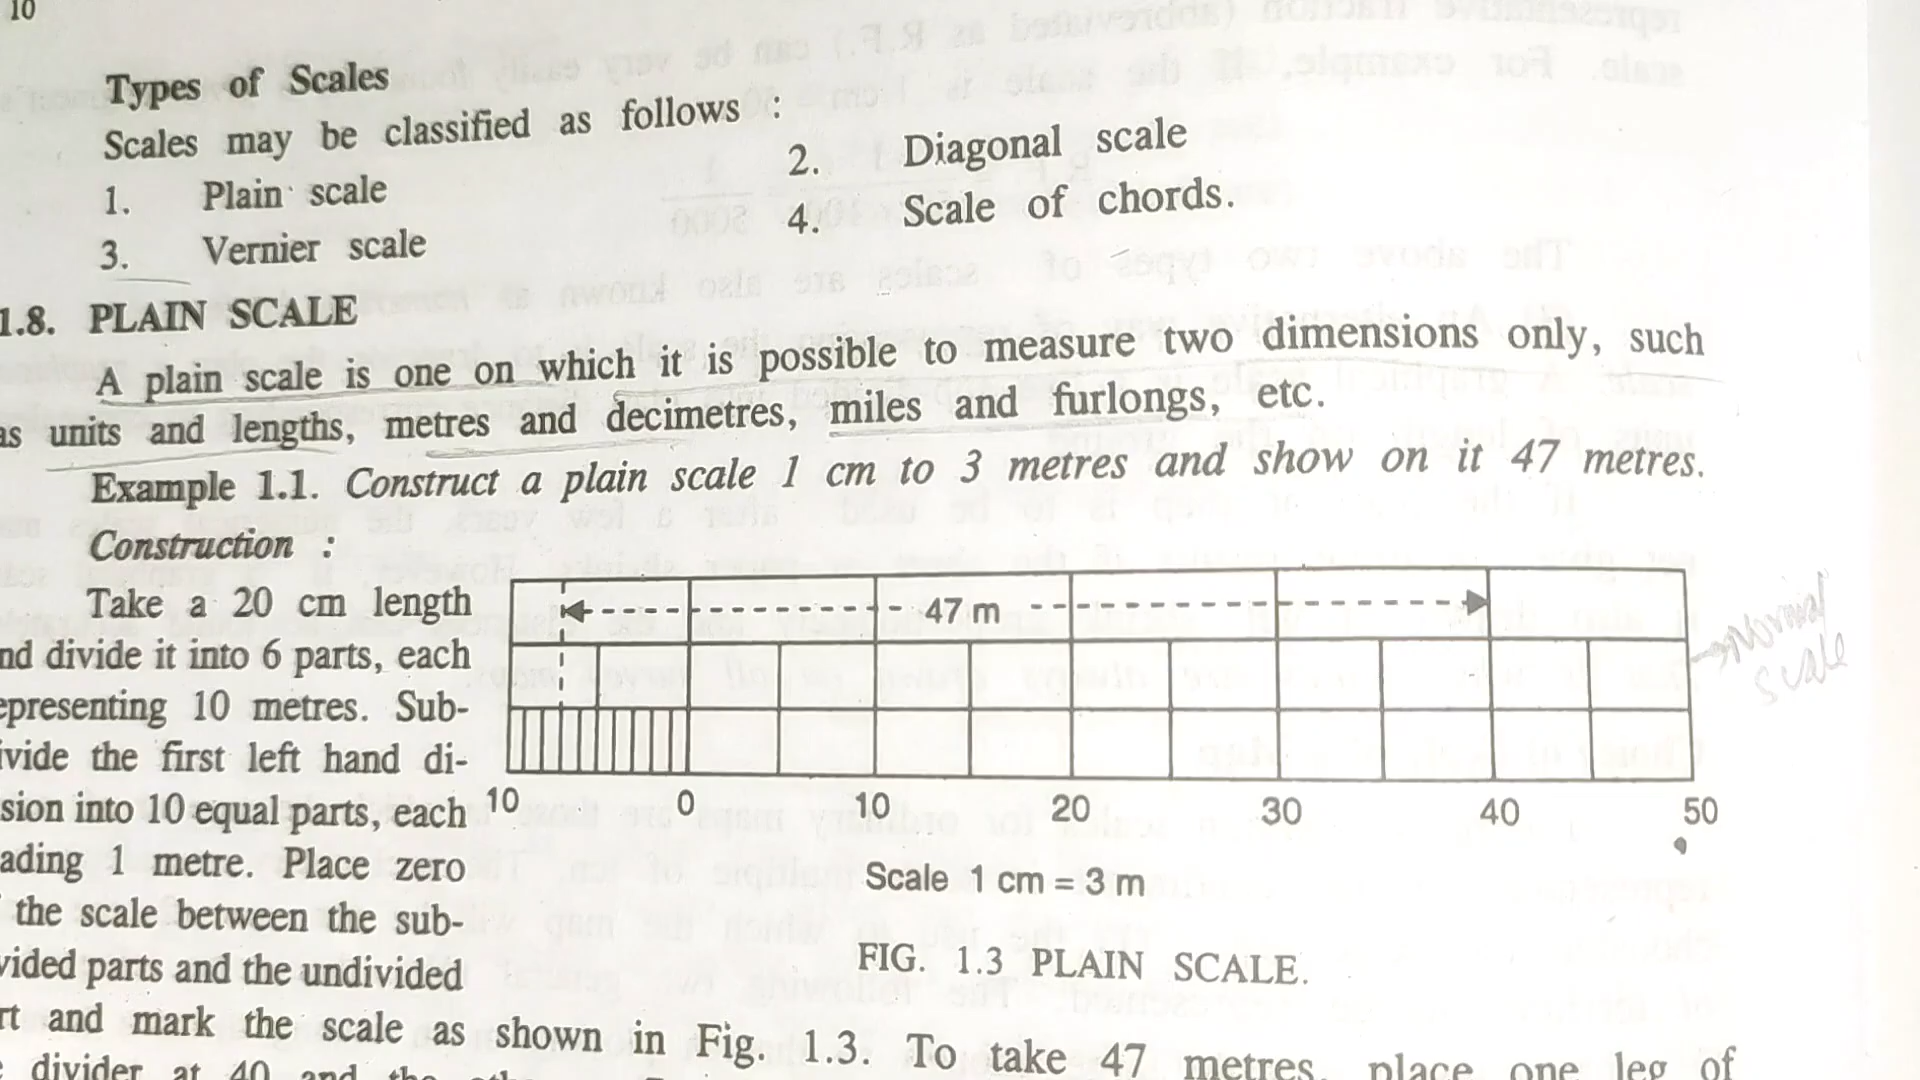 10
Types of Scales
Scales may be classified as follows :
1. Plain scale 2. Diagonal scale
3. Vernier scale 4. Scale of chords.
1.8. PLAIN SCALE
A plain scale is one on which it is possible to measure two dimensions only, such
as units and lengths, metres and decimetres, miles and furlongs, etc.
Example 1.1. Construct a plain scale 1 cm to 3 metres and show on it 47 metres.
Construction :
Take a 20 cm length
nd divide it into 6 parts, each
epresenting 10 metres. Sub-
ivide the first left hand di-
sion into 10 equal parts, each
ading 1 metre. Place zero
the scale between the sub-
vided parts and the undivided
rt and mark the scale as shown in Fig. 1.3. To take 47 metres, place one leg of
divider at 40 and the
47 m
Normal
scale
10 0 10 20 30 40 50
Scale 1 cm = 3 m
FIG. 1.3 PLAIN SCALE.